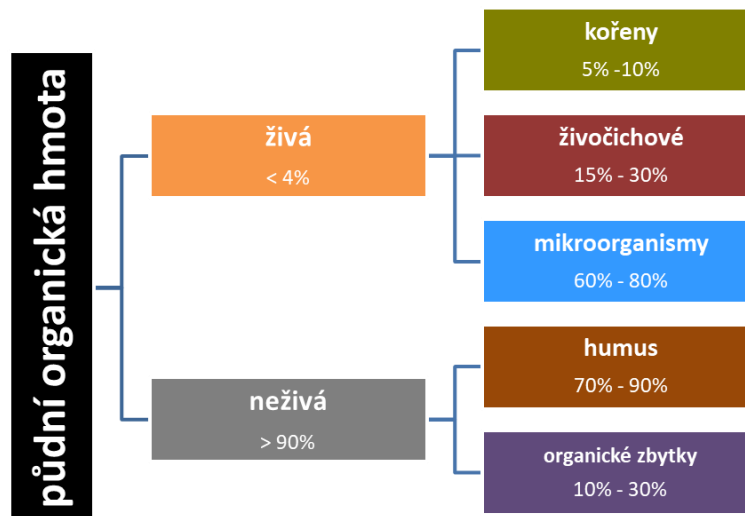 půdní organická hmota
živá
< 4%
neživá
> 90%
kořeny
5% -10%
živočichové
15% - 30%
mikroorganismy
60% - 80%
humus
70% - 90%
organické zbytky
10% - 30%